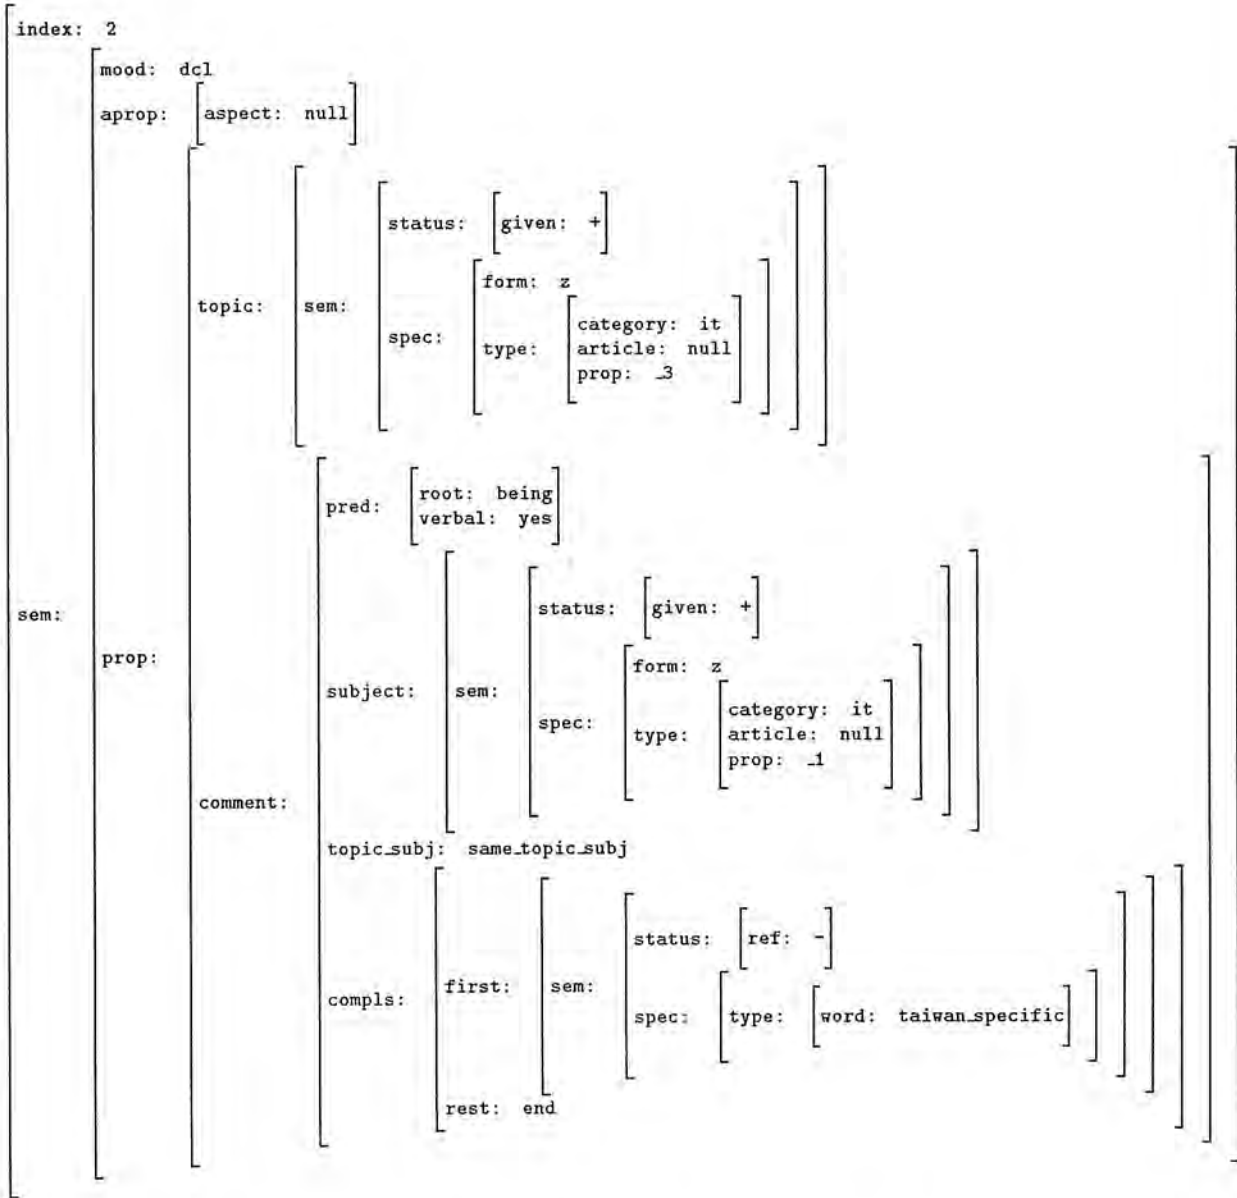 index: 2
mood: dcl
aprop: [aspect: null]
status: [given: +]
form: z
topic: sem:
category: it
spec: type: article: null
prop: _3
root: being
pred: verbal: yes
status: [given: +]
sem:
prop: form: z
subject: sem: category: it
spec: type: article: null
prop: _1
comment:
topic_subj: same_topic_subj
status: [ref: -]
first: sem:
compls: spec: [type: [word: taiwan_specific]
rest: end